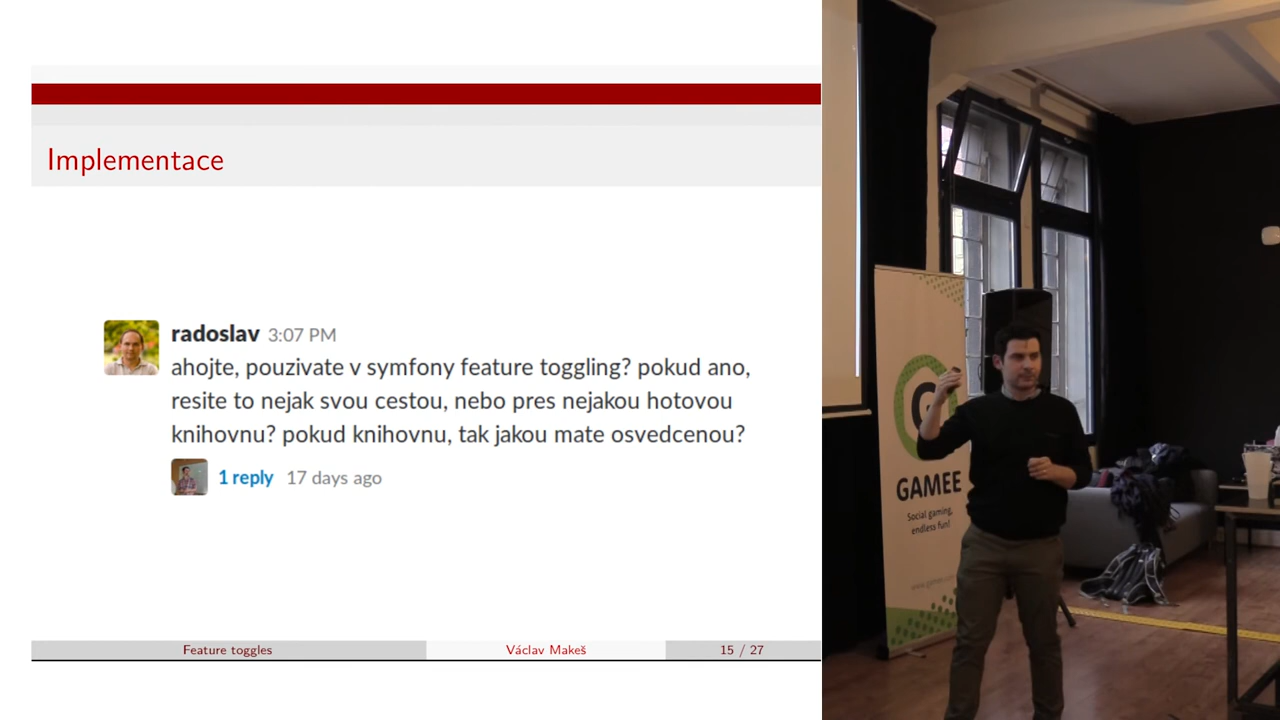 Implementace
radoslav 3:07 PM
ahojte, pouzivate v symfony feature toggling? pokud ano,
resite to nejak svou cestou, nebo pres nejakou hotovou
knihovnu? pokud knihovnu, tak jakou mate osvedcenou?
1 reply 17 days ago
Feature toggles Václav Makeš 15 / 27
G
GAMEE
Social gaming,
endless fun!